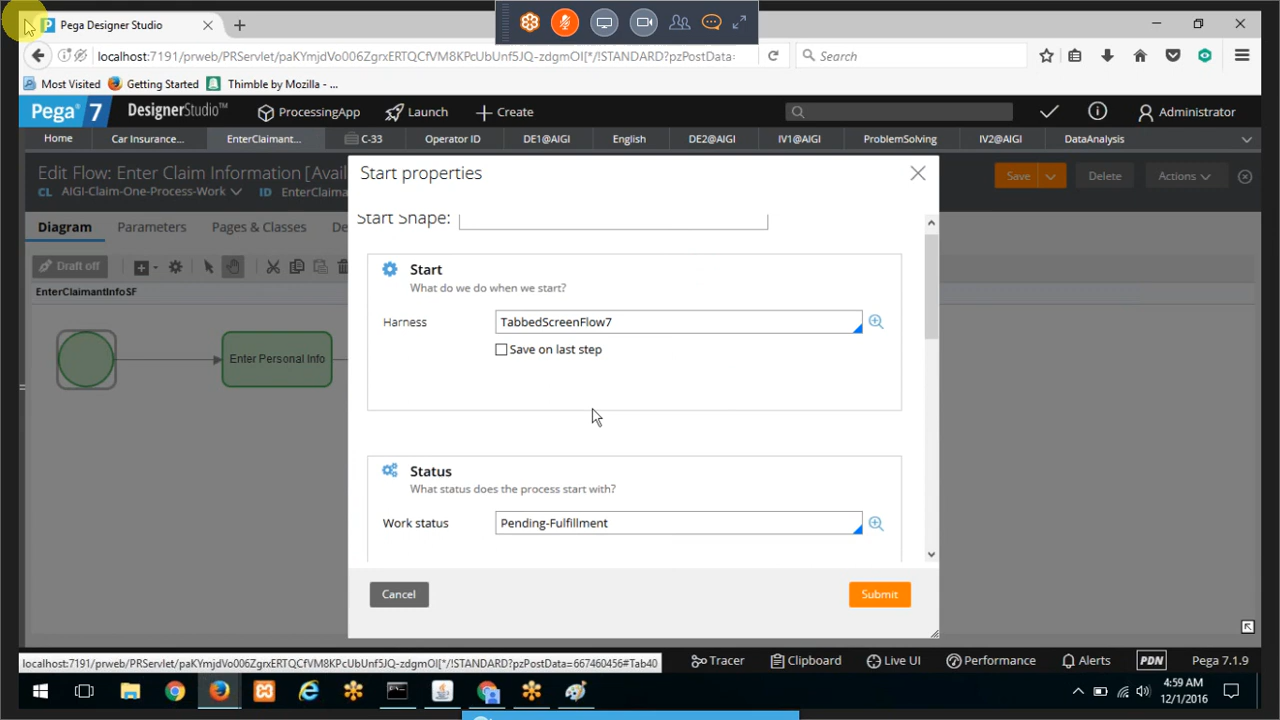 Pega Designer Studio
localhost:7191/prweb/PRServlet/paKYmjdVo006ZgrxERTQCfVM8KPcUbUnf5JQ-zdgmOI[*/!STANDARD?pzPostData=
Search
Most Visited
Getting Started
Thimble by Mozilla - ...
Pega 7
DesignerStudio™
ProcessingApp
Launch
Create
Administrator
Home
Car Insurance...
EnterClaimant...
C-33
Operator ID
DE1@AIGI
English
DE2@AIGI
IV1@AIGI
ProblemSolving
IV2@AIGI
DataAnalysis
Edit Flow: Enter Claim Information [Avai
CL AIGI-Claim-One-Process-Work
ID EnterClaima
Save
Delete
Actions
Diagram
Parameters
Pages & Classes
De
Draft off
EnterClaimantInfoSF
Enter Personal Info
Start properties
Start Shape:
Start
What do we do when we start?
Harness
TabbedScreenFlow7
Save on last step
Status
What status does the process start with?
Work status
Pending-Fulfillment
Cancel
Submit
localhost:7191/prweb/PRServlet/paKYmjdVo006ZgrxERTQCfVM8KPcUbUnf5JQ-zdgmOI[*/!STANDARD?pzPostData=667460456#Tab40
Tracer
Clipboard
Live UI
Performance
Alerts
PDN
Pega 7.1.9
4:59 AM
12/1/2016